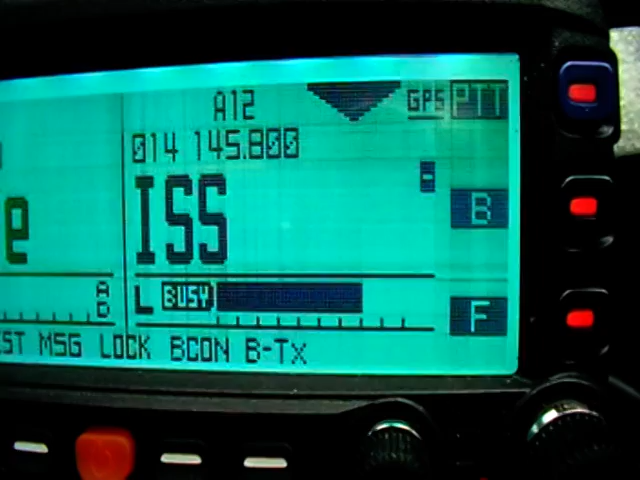 A12 GPS PTT
014 145.800
ISS
B
e
A
D
L BUSY
F
MSG LOCK BCON B-Tx